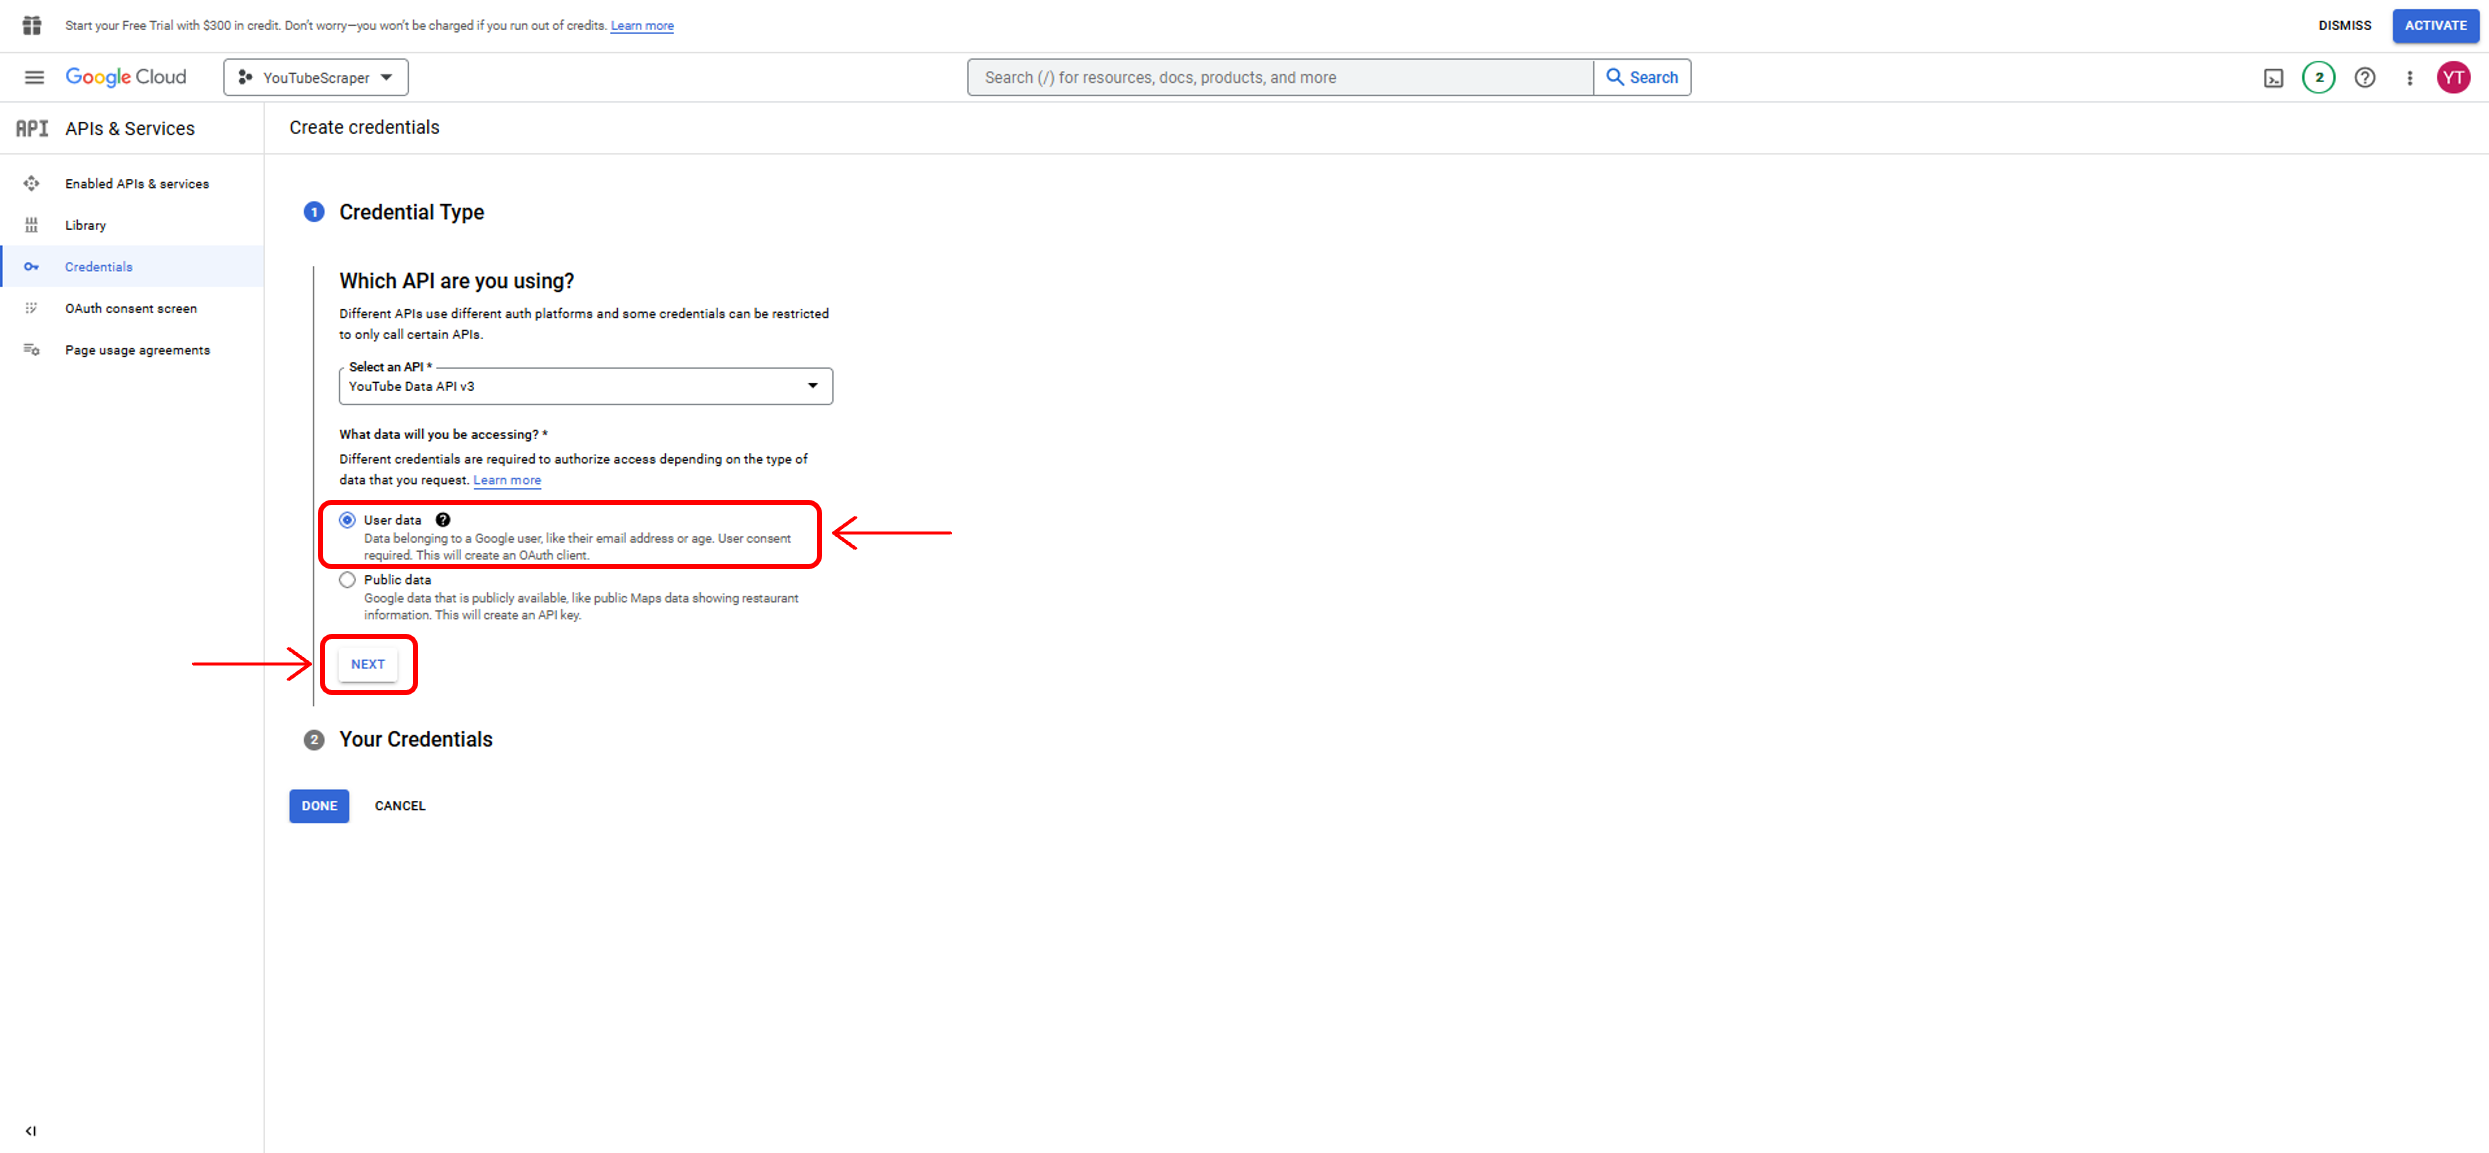 Start your Free Trial with $300 in credit. Don't worry—you won't be charged if you run out of credits. Learn more
DISMISS
ACTIVATE
Google Cloud
YouTubeScraper
Search (/) for resources, docs, products, and more
Search
2
YT
API APIs & Services
Create credentials
Enabled APIs & services
Library
Credentials
OAuth consent screen
Page usage agreements
1 Credential Type
Which API are you using?
Different APIs use different auth platforms and some credentials can be restricted
to only call certain APIs.
Select an API *
YouTube Data API v3
What data will you be accessing? *
Different credentials are required to authorize access depending on the type of
data that you request. Learn more
User data
Data belonging to a Google user, like their email address or age. User consent
required. This will create an OAuth client.
Public data
Google data that is publicly available, like public Maps data showing restaurant
information. This will create an API key.
NEXT
2 Your Credentials
DONE
CANCEL